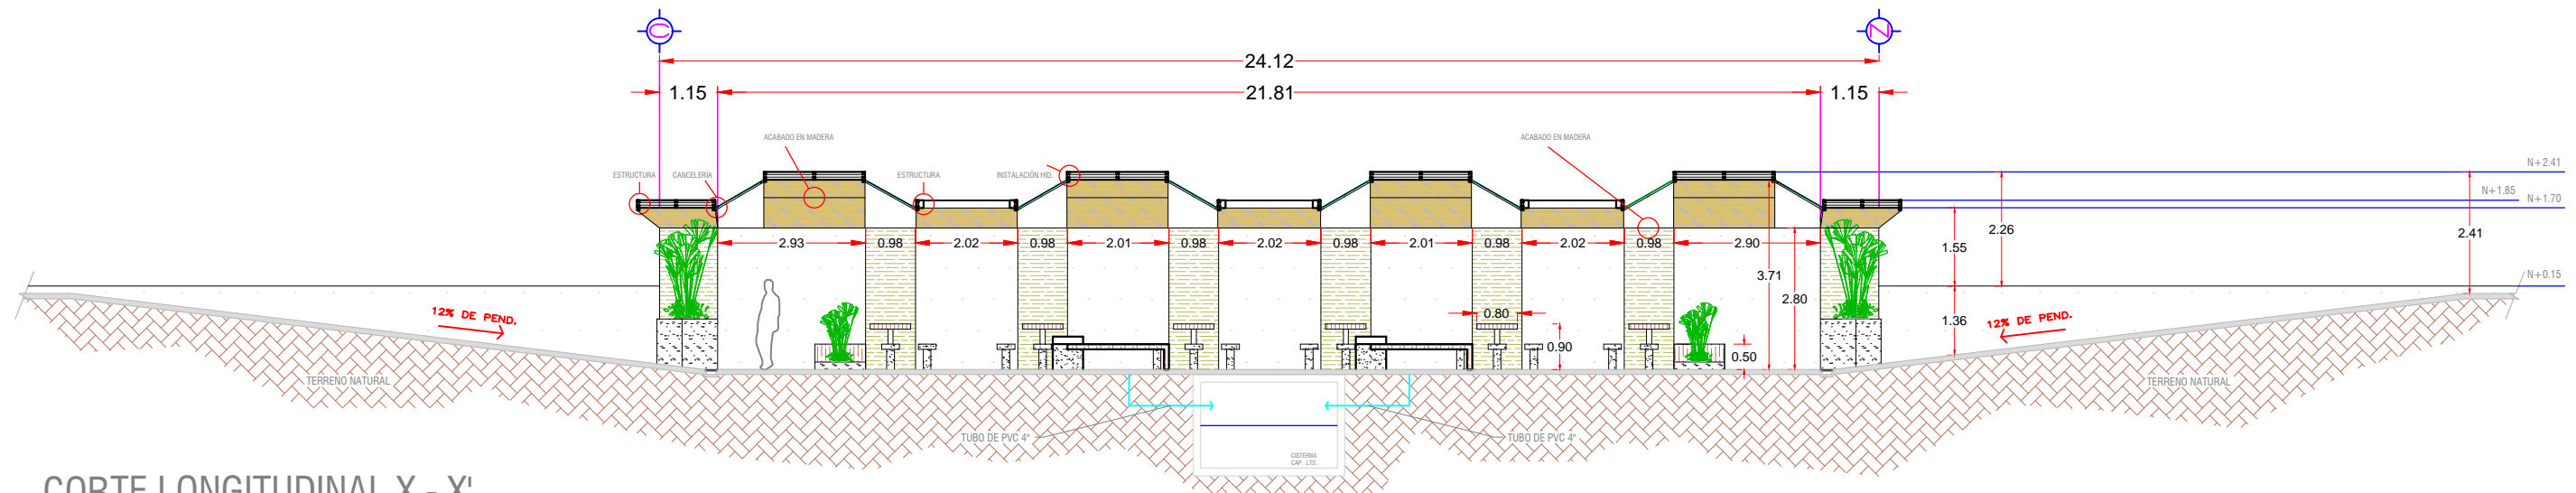 C
N
24.12
1.15
21.81
1.15
ACABADO EN MADERA
ACABADO EN MADERA
ESTRUCTURA
CANCELERÍA
ESTRUCTURA
INSTALACIÓN HID.
N+2.41
N+1.85
N+1.70
2.93
0.98
2.02
0.98
2.01
0.98
2.02
0.98
2.01
0.98
2.02
0.98
2.90
2.26
2.41
1.55
3.71
2.80
N+0.15
12% DE PEND.
0.80
1.36
12% DE PEND.
0.90
0.50
TERRENO NATURAL
TERRENO NATURAL
TUBO DE PVC 4"
TUBO DE PVC 4"
CISTERNA
CAP. LTS.
CORTE LONGITUDINAL X - X'